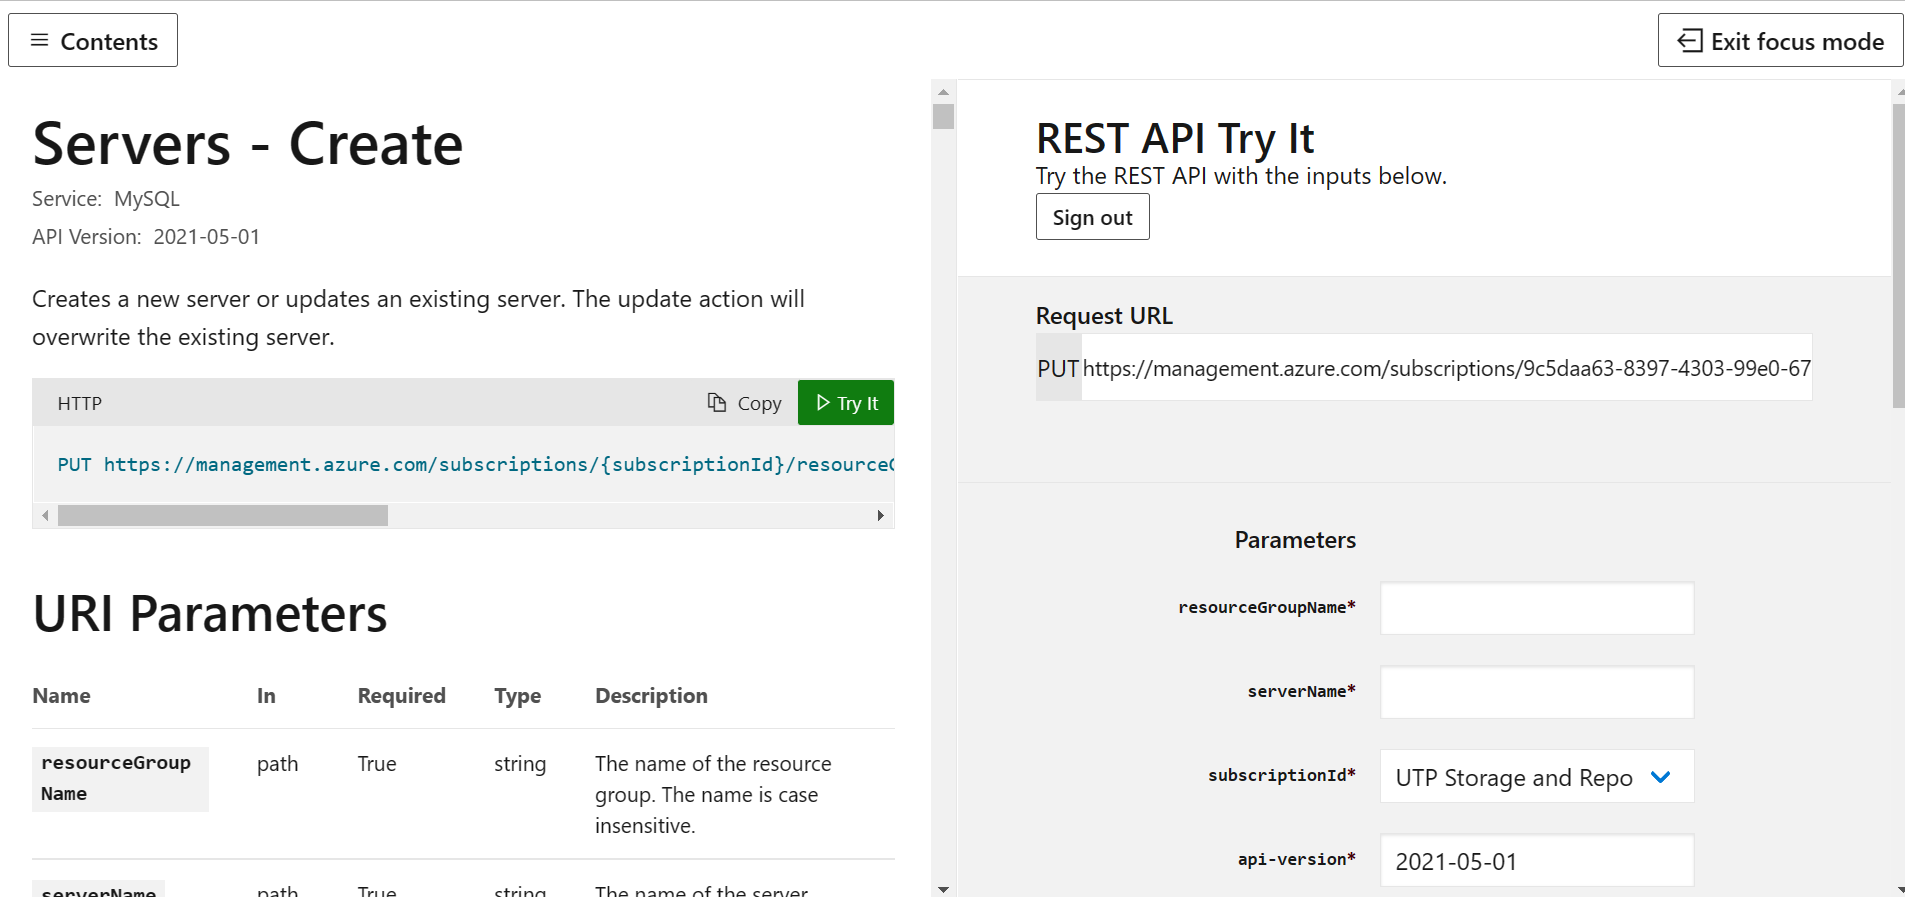 Contents
Exit focus mode
Servers - Create
Service: MySQL
API Version: 2021-05-01
Creates a new server or updates an existing server. The update action will
overwrite the existing server.
HTTP
Copy
Try It
PUT https://management.azure.com/subscriptions/{subscriptionId}/resource
URI Parameters
Name In Required Type Description
resourceGroup
Name
path True string The name of the resource
group. The name is case
insensitive.
serverName path True string The name of the server.
REST API Try It
Try the REST API with the inputs below.
Sign out
Request URL
PUT https://management.azure.com/subscriptions/9c5daa63-8397-4303-99e0-67
Parameters
resourceGroupName*
serverName*
subscriptionId* UTP Storage and Repo
api-version* 2021-05-01